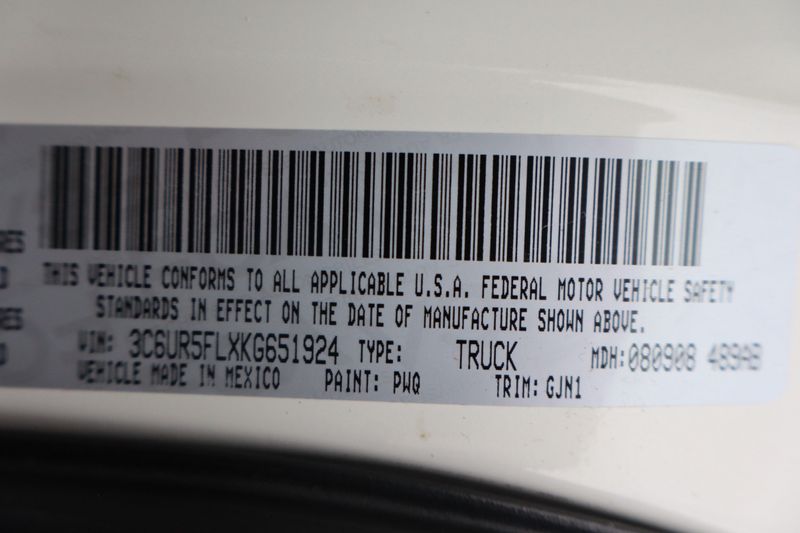 THIS VEHICLE CONFORMS TO ALL APPLICABLE U.S.A. FEDERAL MOTOR VEHICLE SAFETY
STANDARDS IN EFFECT ON THE DATE OF MANUFACTURE SHOWN ABOVE.
VIN: 3C6UR5FLXKG651924 TYPE: TRUCK MDH: 080908 489AB
VEHICLE MADE IN MEXICO PAINT: PWQ TRIM: GJN1